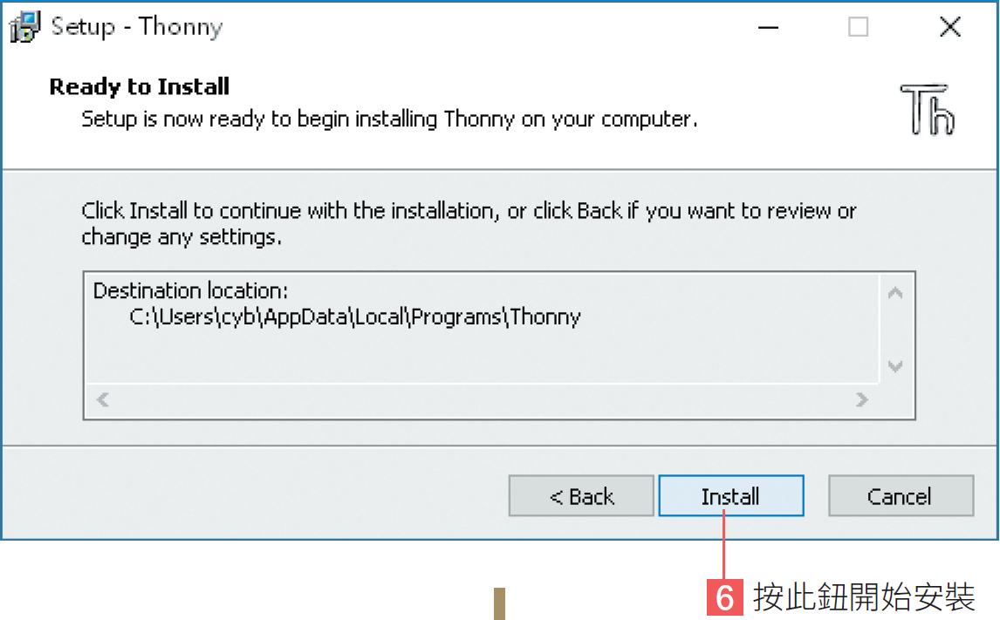 Setup - Thonny
Ready to Install
Setup is now ready to begin installing Thonny on your computer.
Th
Click Install to continue with the installation, or click Back if you want to review or
change any settings.
Destination location:
C:\Users\cyb\AppData\Local\Programs\Thonny
< Back
Install
Cancel
6 按此鈕開始安裝